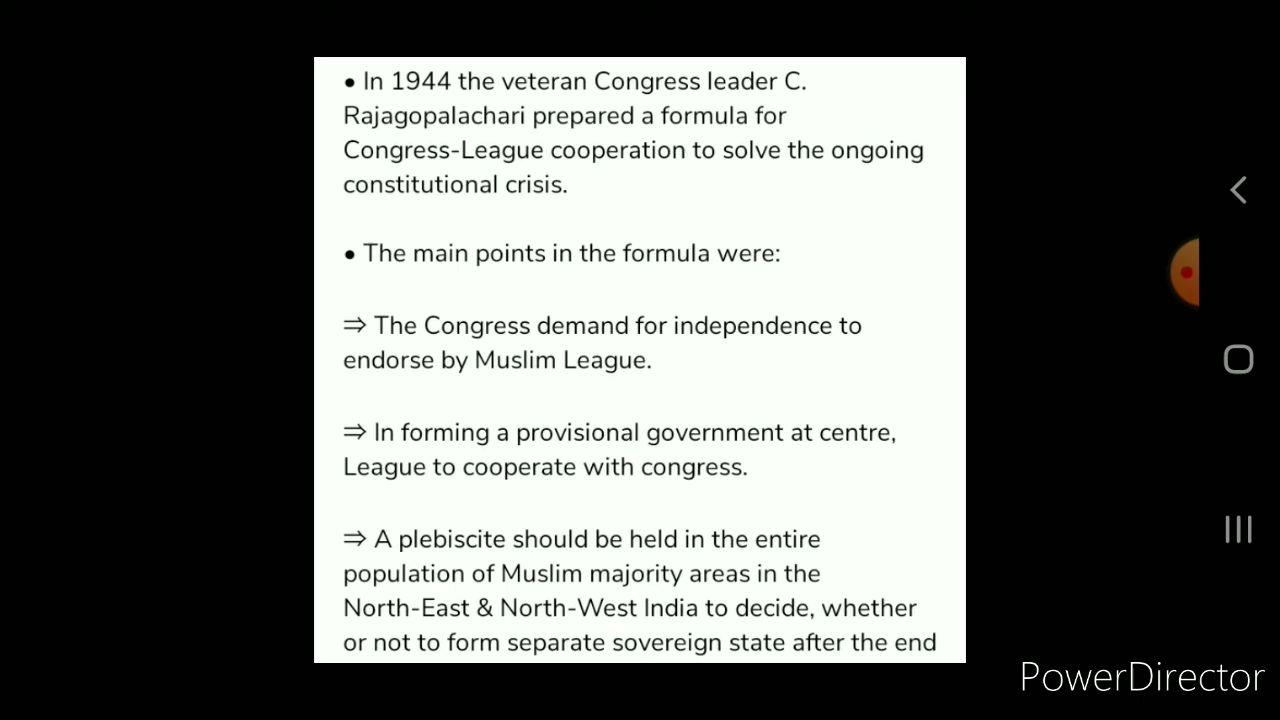 • In 1944 the veteran Congress leader C.
Rajagopalachari prepared a formula for
Congress-League cooperation to solve the ongoing
constitutional crisis.
• The main points in the formula were:
⇒ The Congress demand for independence to
endorse by Muslim League.
⇒ In forming a provisional government at centre,
League to cooperate with congress.
⇒ A plebiscite should be held in the entire
population of Muslim majority areas in the
North-East & North-West India to decide, whether
or not to form separate sovereign state after the end
PowerDirector